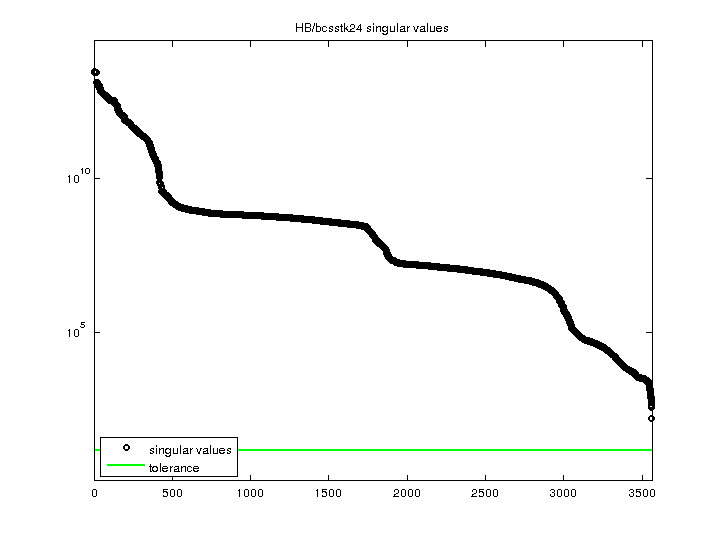 HB/bcsstk24 singular values
10^10
10^5
singular values
tolerance
0 500 1000 1500 2000 2500 3000 3500